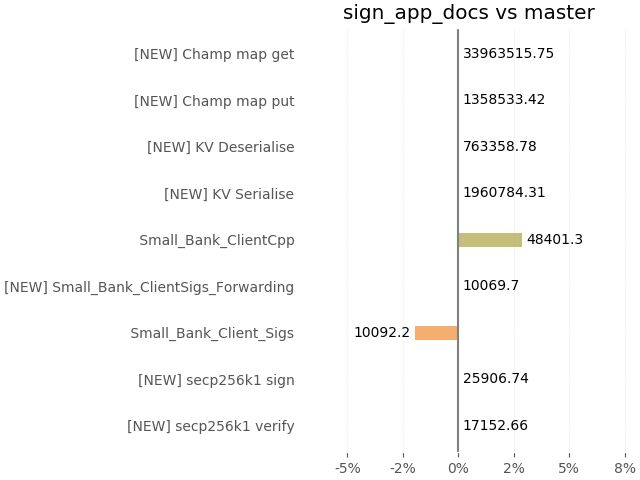 sign_app_docs vs master
[NEW] Champ map get 33963515.75
[NEW] Champ map put 1358533.42
[NEW] KV Deserialise 763358.78
[NEW] KV Serialise 1960784.31
Small_Bank_ClientCpp 48401.3
[NEW] Small_Bank_ClientSigs_Forwarding 10069.7
Small_Bank_Client_Sigs 10092.2
[NEW] secp256k1 sign 25906.74
[NEW] secp256k1 verify 17152.66
-5% -2% 0% 2% 5% 8%